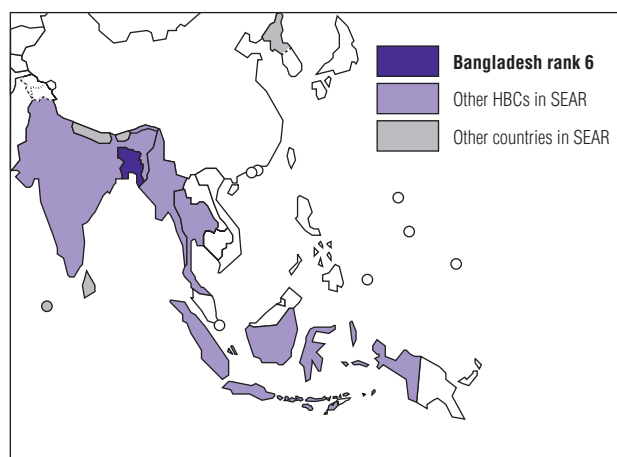 Bangladesh rank 6
Other HBCs in SEAR
Other countries in SEAR